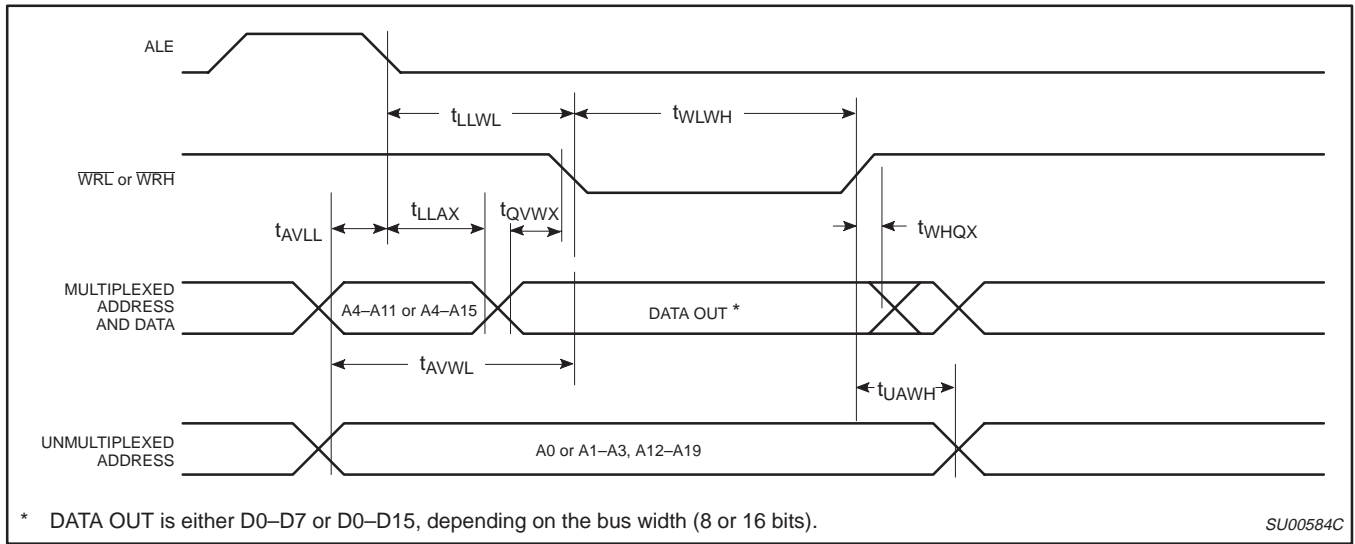 ALE
tLLWL
tWLWH
WRL or WRH
tAVLL
tLLAX
tQVWX
tWHQX
MULTIPLEXED
ADDRESS
AND DATA
A4–A11 or A4–A15
DATA OUT *
tAVWL
tUAWH
UNMULTIPLEXED
ADDRESS
A0 or A1–A3, A12–A19
* DATA OUT is either D0–D7 or D0–D15, depending on the bus width (8 or 16 bits).
SU00584C